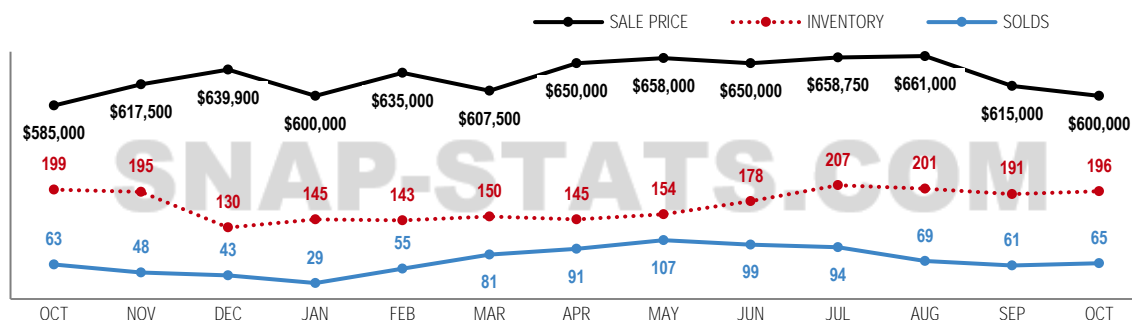 SALE PRICE INVENTORY SOLDS
$585,000 $617,500 $639,900 $600,000 $635,000 $607,500 $650,000 $658,000 $650,000 $658,750 $661,000 $615,000 $600,000
SNAP-STATS.COM
199 195 130 145 143 150 145 154 178 207 201 191 196
63 48 43 29 55 81 91 107 99 94 69 61 65
OCT NOV DEC JAN FEB MAR APR MAY JUN JUL AUG SEP OCT